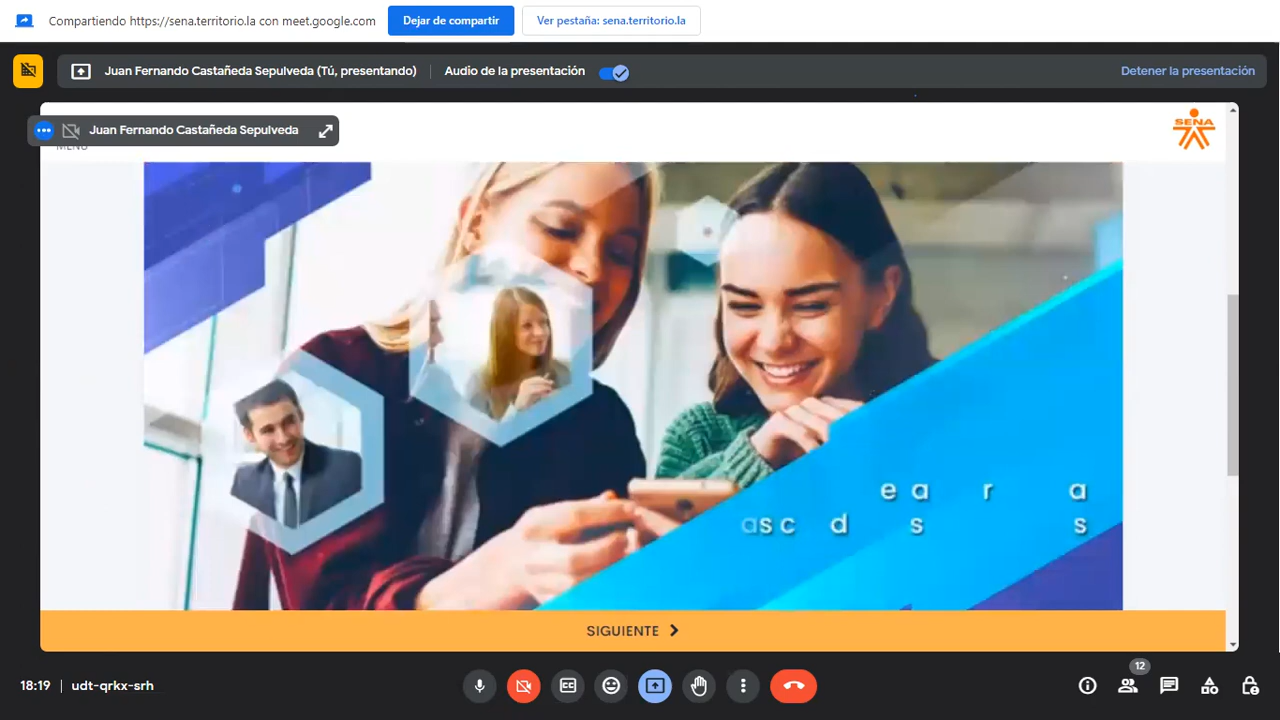 Compartiendo https://sena.territorio.la con meet.google.com
Dejar de compartir
Ver pestaña: sena.territorio.la
Juan Fernando Castañeda Sepulveda (Tú, presentando)
Audio de la presentación
Detener la presentación
Juan Fernando Castañeda Sepulveda
MENÚ
SENA
e a r a
asc d s s
SIGUIENTE
18:19
udt-qrkx-srh
CC
12